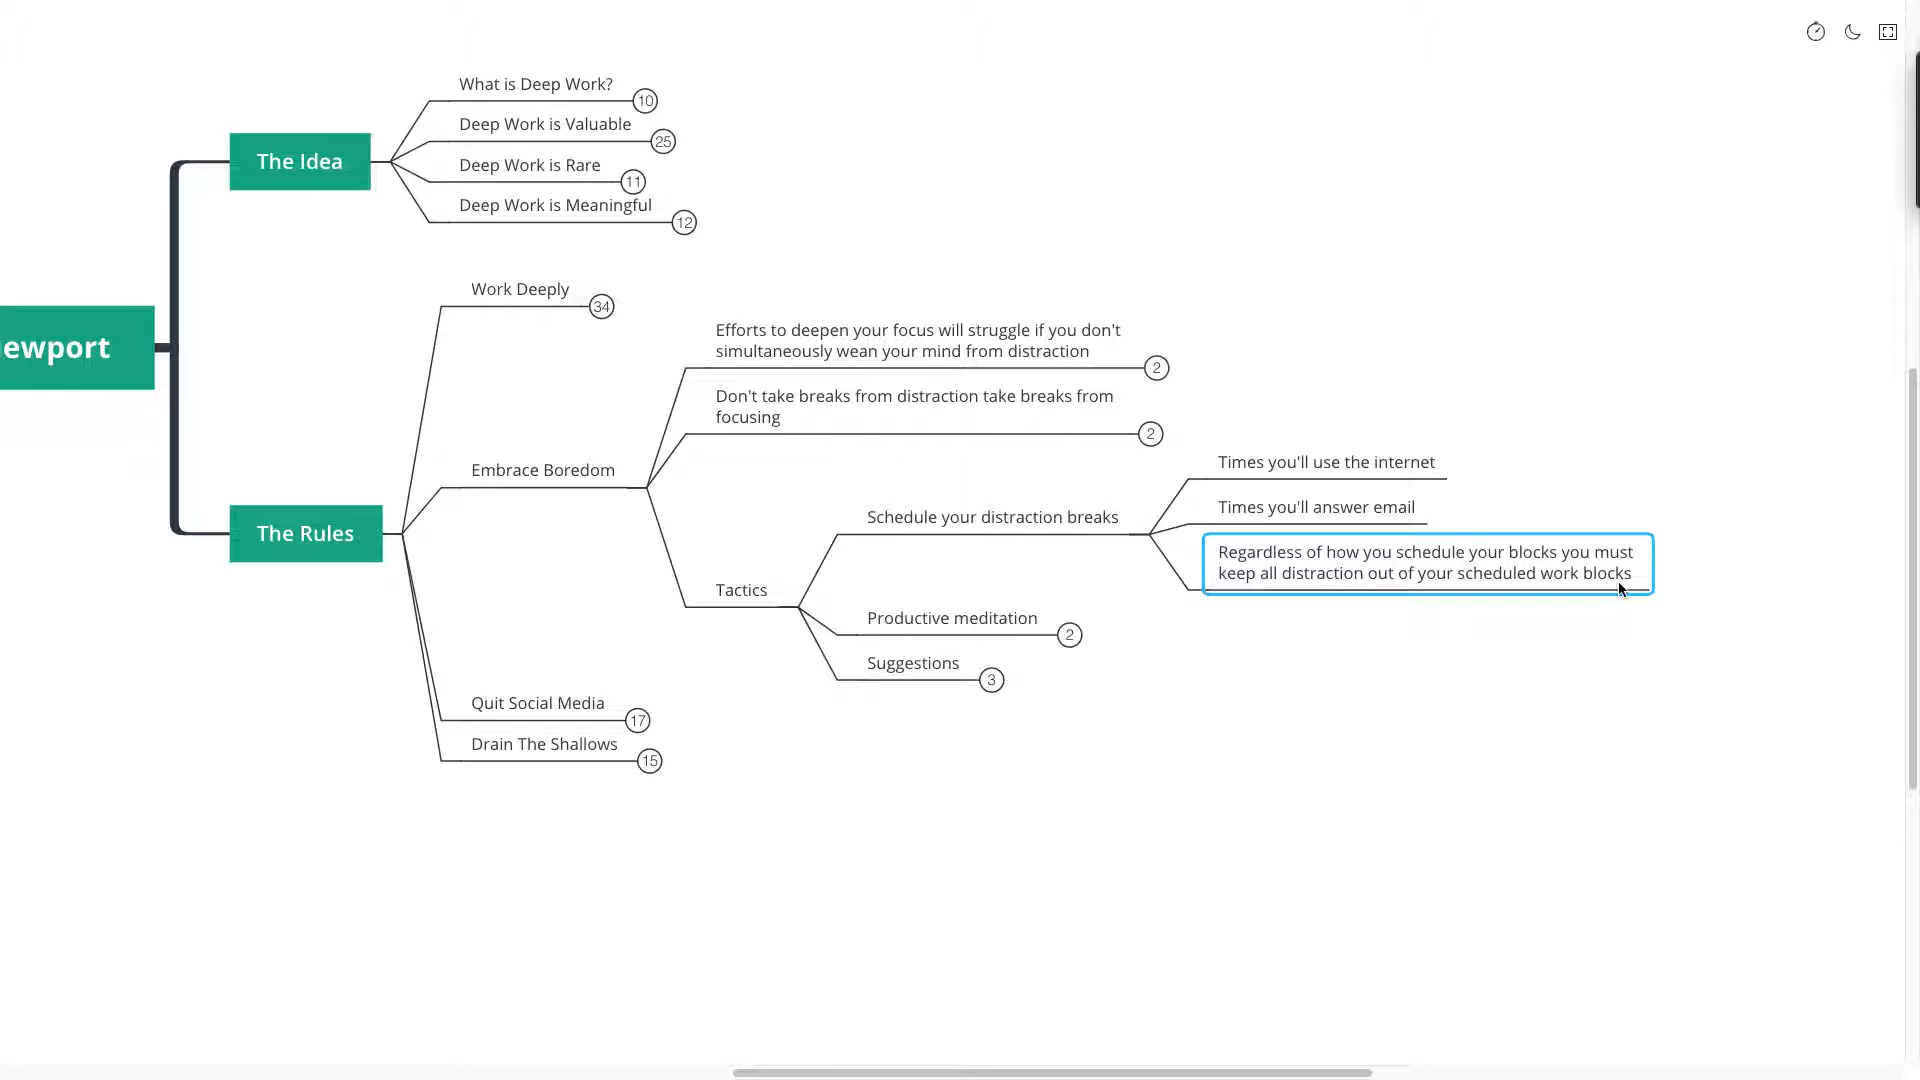 What is Deep Work?
10
Deep Work is Valuable
25
The Idea
Deep Work is Rare
11
Deep Work is Meaningful
12
Work Deeply
34
ewport
Efforts to deepen your focus will struggle if you don't
simultaneously wean your mind from distraction
2
Don't take breaks from distraction take breaks from
focusing
2
Embrace Boredom
Times you'll use the internet
Times you'll answer email
Schedule your distraction breaks
Regardless of how you schedule your blocks you must
keep all distraction out of your scheduled work blocks
The Rules
Tactics
Productive meditation
2
Suggestions
3
Quit Social Media
17
Drain The Shallows
15